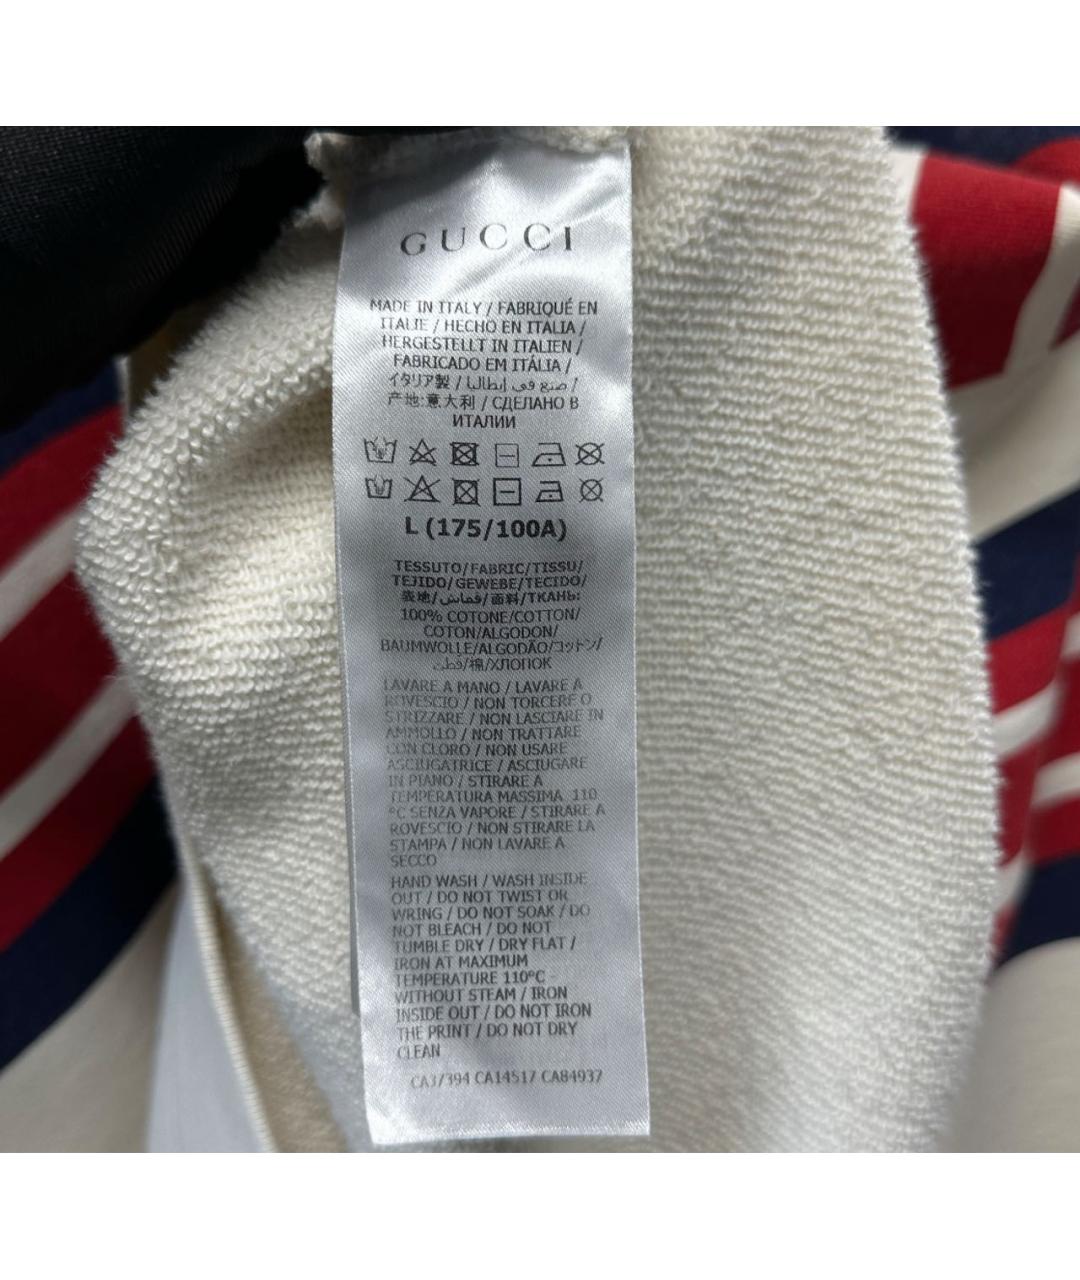 GUCCI
MADE IN ITALY / FABRIQUÉ EN
ITALIE / HECHO EN ITALIA /
HERGESTELLT IN ITALIEN /
FABRICADO EM ITÁLIA /
イタリア製 / صنع في إيطاليا /
产地:意大利 / СДЕЛАНО В
ИТАЛИИ
L (175/100A)
TESSUTO/FABRIC/TISSU/
TEJIDO/GEWEBE/TECIDO/
表地/قماش/面料/ТКАНЬ:
100% COTONE/COTTON/
COTON/ALGODON/
BAUMWOLLE/ALGODÃO/コットン/
قطن/棉/ХЛОПОК
LAVARE A MANO / LAVARE A
ROVESCIO / NON TORCERE O
STRIZZARE / NON LASCIARE IN
AMMOLLO / NON TRATTARE
CON CLORO / NON USARE
ASCIUGATRICE / ASCIUGARE
IN PIANO / STIRARE A
TEMPERATURA MASSIMA 110
°C SENZA VAPORE / STIRARE A
ROVESCIO / NON STIRARE LA
STAMPA / NON LAVARE A
SECCO
HAND WASH / WASH INSIDE
OUT / DO NOT TWIST OR
WRING / DO NOT SOAK / DO
NOT BLEACH / DO NOT
TUMBLE DRY / DRY FLAT /
IRON AT MAXIMUM
TEMPERATURE 110°C -
WITHOUT STEAM / IRON
INSIDE OUT / DO NOT IRON
THE PRINT / DO NOT DRY
CLEAN
CA37394 CA14517 CA84937